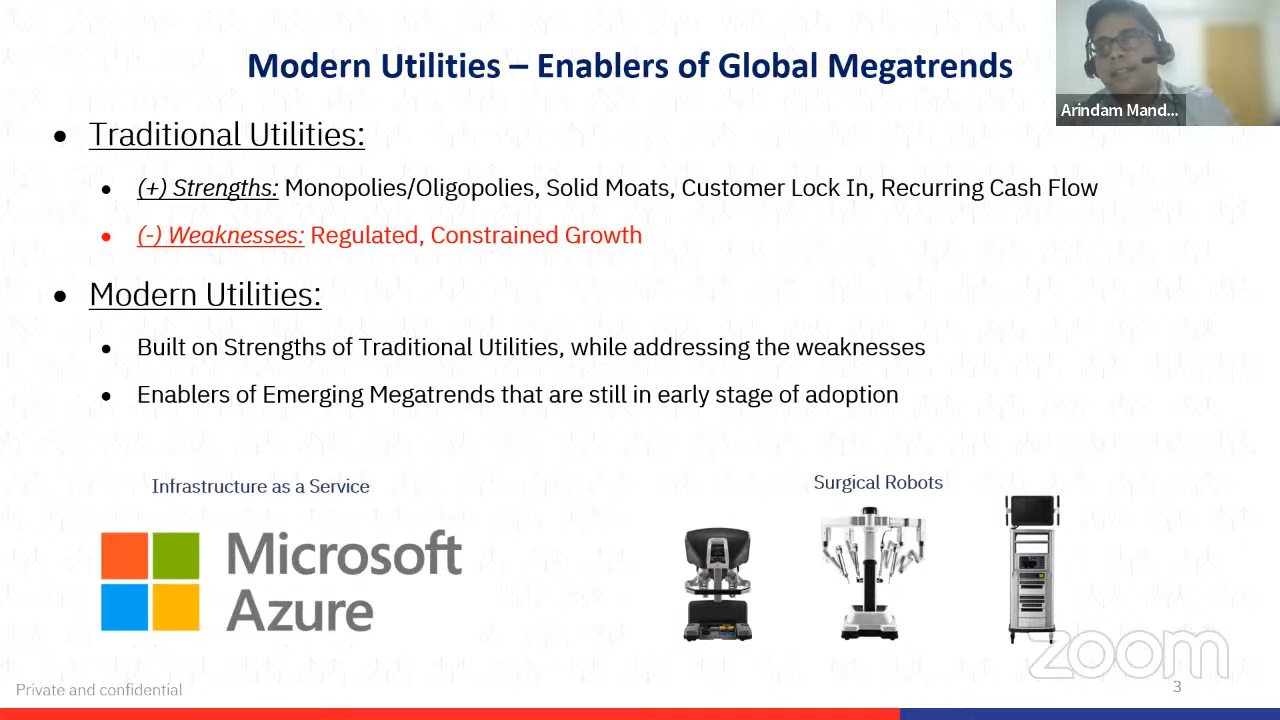 Modern Utilities – Enablers of Global Megatrends
Arindam Mand...
• Traditional Utilities:
• (+) Strengths: Monopolies/Oligopolies, Solid Moats, Customer Lock In, Recurring Cash Flow
• (-) Weaknesses: Regulated, Constrained Growth
• Modern Utilities:
• Built on Strengths of Traditional Utilities, while addressing the weaknesses
• Enablers of Emerging Megatrends that are still in early stage of adoption
Infrastructure as a Service
Surgical Robots
Microsoft
Azure
zoom
Private and confidential
3